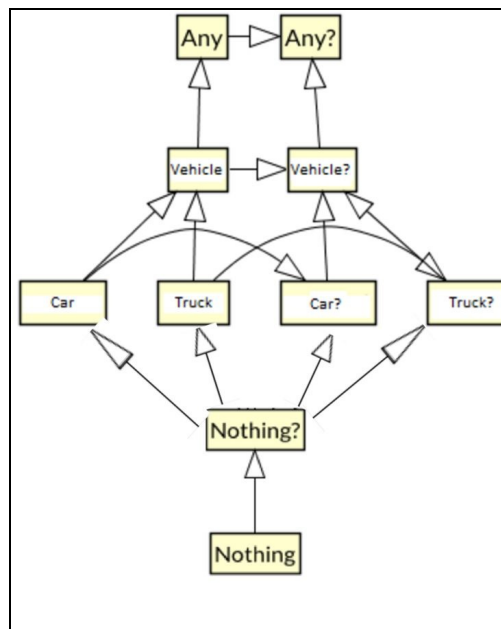 Any Any?
Vehicle Vehicle?
Car Truck Car? Truck?
Nothing?
Nothing